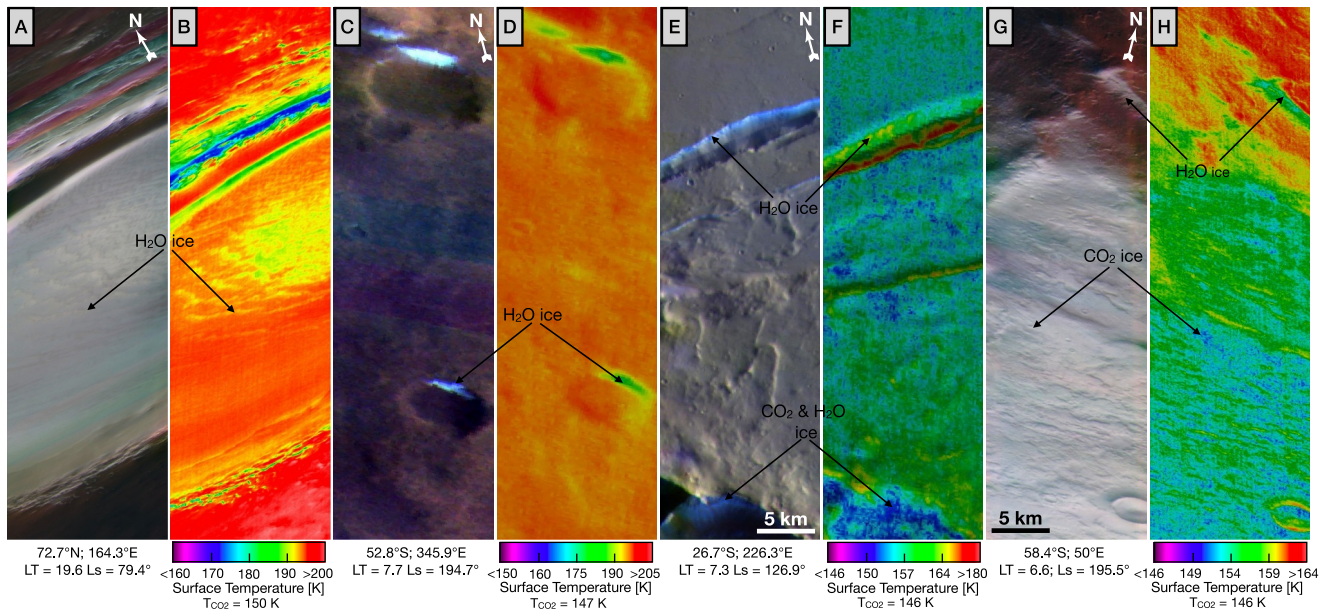 A
B
C
D
E
F
G
H
N
N
N
N
H2O ice
H2O ice
H2O ice
CO2 & H2O
ice
5 km
CO2 ice
H2O ice
5 km
72.7°N; 164.3°E
LT = 19.6 Ls = 79.4°
<160 170 180 190 >200
Surface Temperature [K]
TCO2 = 150 K
52.8°S; 345.9°E
LT = 7.7 Ls = 194.7°
<150 160 175 190 >205
Surface Temperature [K]
TCO2 = 147 K
26.7°S; 226.3°E
LT = 7.3 Ls = 126.9°
<146 150 157 164 >180
Surface Temperature [K]
TCO2 = 146 K
58.4°S; 50°E
LT = 6.6; Ls = 195.5°
<146 149 154 159 >164
Surface Temperature [K]
TCO2 = 146 K